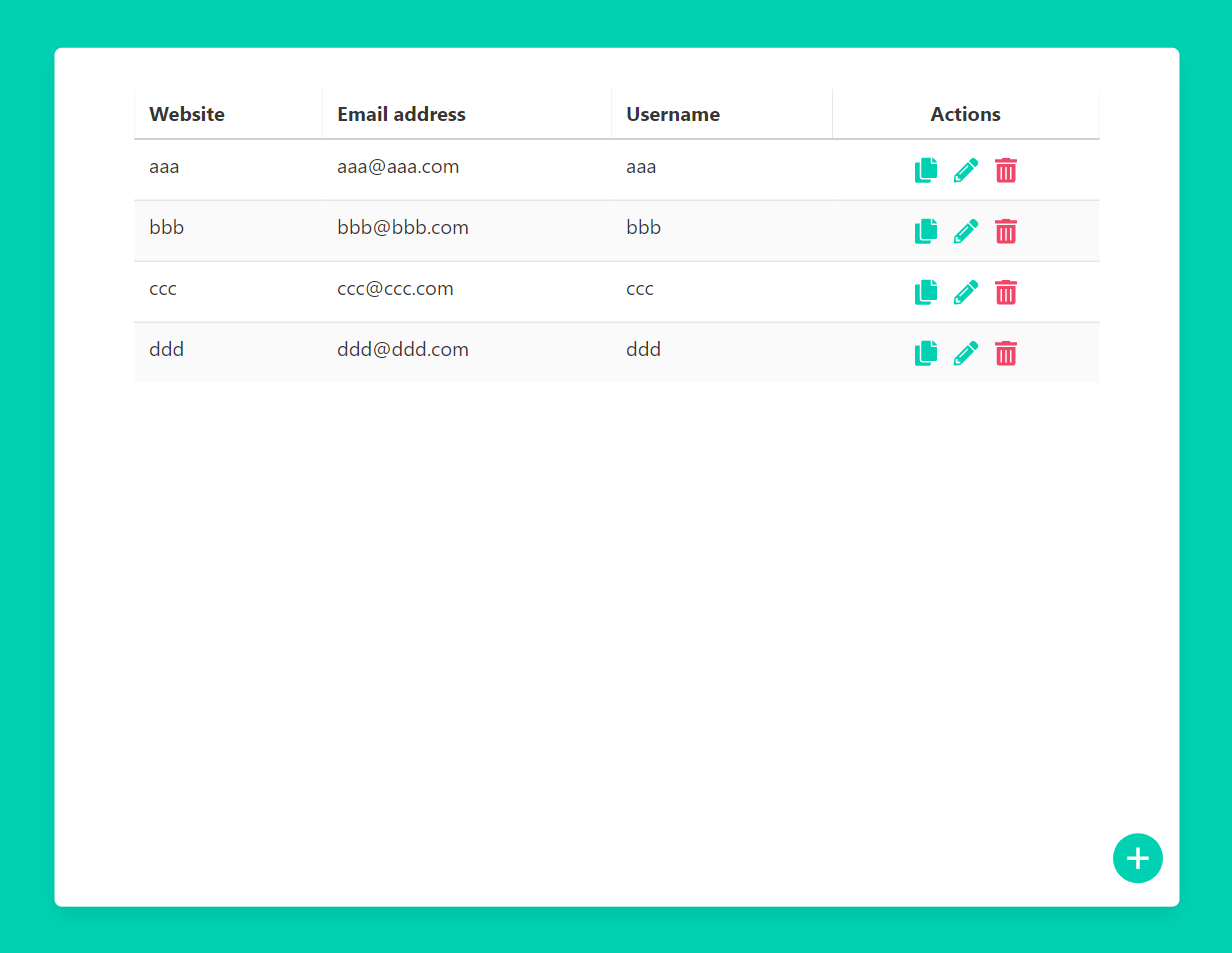 Website Email address Username Actions
aaa aaa@aaa.com aaa
bbb bbb@bbb.com bbb
ccc ccc@ccc.com ccc
ddd ddd@ddd.com ddd